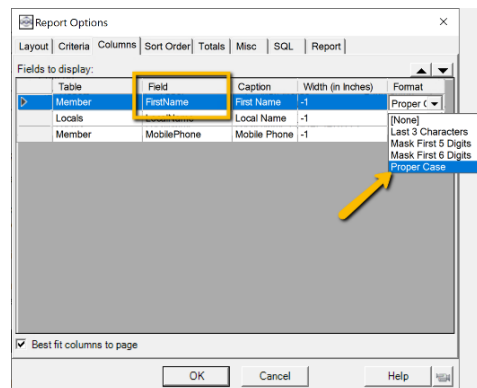 Report Options
Layout Criteria Columns Sort Order Totals Misc SQL Report
Fields to display:
Table Field Caption Width (in Inches) Format
Member FirstName First Name -1 Proper
Locals Local Name -1
Member MobilePhone Mobile Phone -1
[None]
Last 3 Characters
Mask First 5 Digits
Mask First 6 Digits
Proper Case
Best fit columns to page
OK Cancel Help